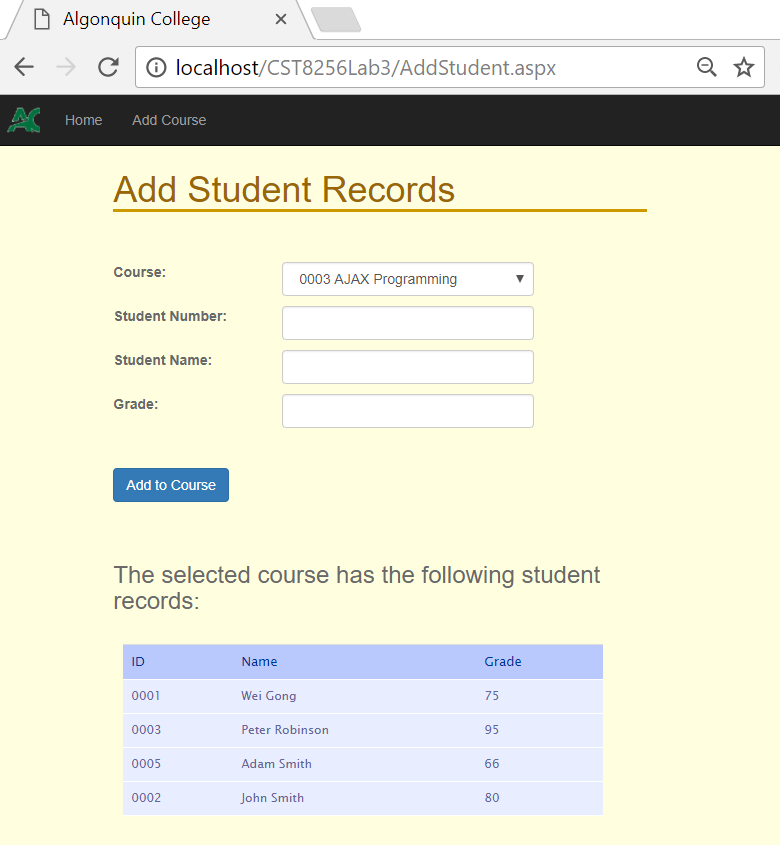 Algonquin College
localhost/CST8256Lab3/AddStudent.aspx
AC Home Add Course
Add Student Records
Course: 0003 AJAX Programming
Student Number:
Student Name:
Grade:
Add to Course
The selected course has the following student
records:
ID Name Grade
0001 Wei Gong 75
0003 Peter Robinson 95
0005 Adam Smith 66
0002 John Smith 80